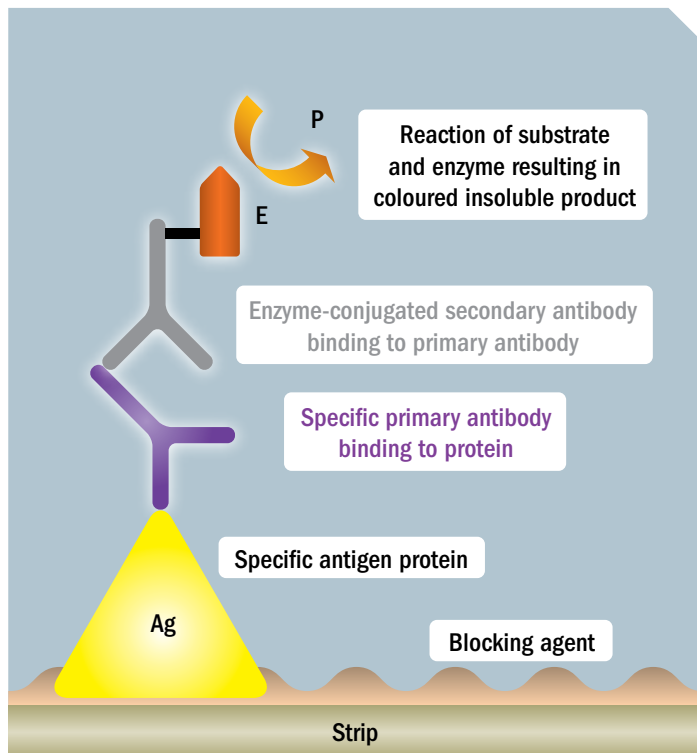 P
Reaction of substrate
and enzyme resulting in
coloured insoluble product
E
Enzyme-conjugated secondary antibody
binding to primary antibody
Specific primary antibody
binding to protein
Specific antigen protein
Ag
Blocking agent
Strip